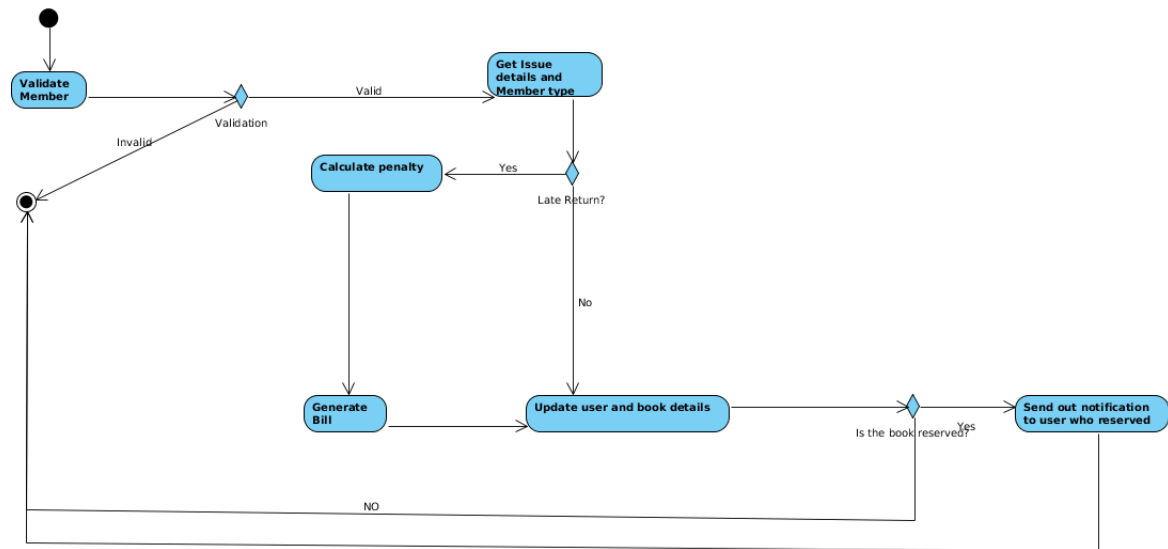 Validate
Member
Validation
Valid
Invalid
Get Issue
details and
Member type
Late Return?
Yes
Calculate penalty
No
Generate
Bill
Update user and book details
Is the book reserved?
Yes
Send out notification
to user who reserved
NO